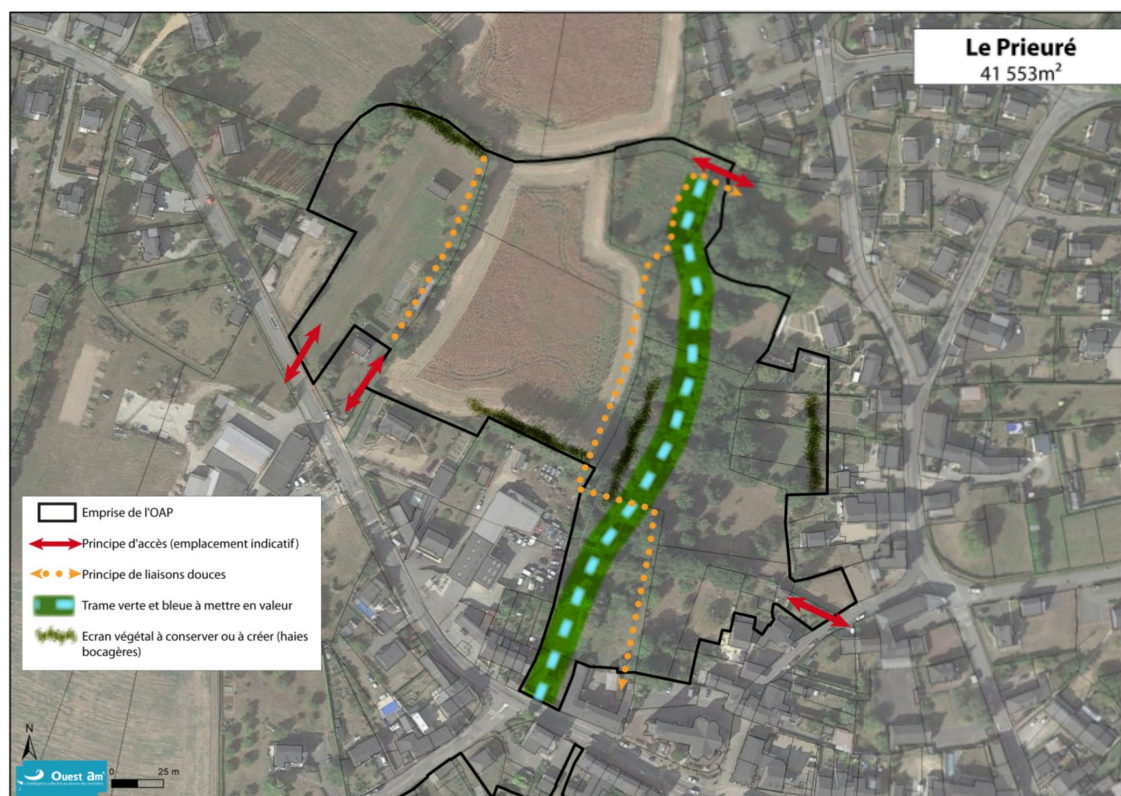 Le Prieuré
41 553m²
Emprise de l'OAP
Principe d'accès (emplacement indicatif)
Principe de liaisons douces
Trame verte et bleue à mettre en valeur
Ecran végétal à conserver ou à créer (haies
bocagères)
N
Ouest am'
0 25 m